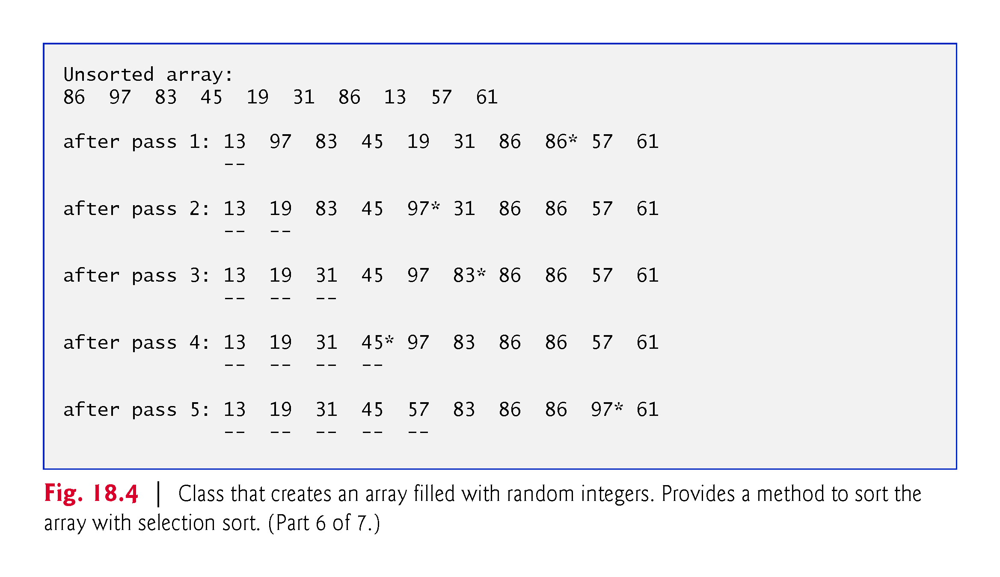 Unsorted array:
86  97  83  45  19  31  86  13  57  61
after pass 1: 13  97  83  45  19  31  86  86* 57  61
              --
after pass 2: 13  19  83  45  97* 31  86  86  57  61
              --  --
after pass 3: 13  19  31  45  97  83* 86  86  57  61
              --  --  --
after pass 4: 13  19  31  45* 97  83  86  86  57  61
              --  --  --  --
after pass 5: 13  19  31  45  57  83  86  86  97* 61
              --  --  --  --  --
Fig. 18.4 | Class that creates an array filled with random integers. Provides a method to sort the
array with selection sort. (Part 6 of 7.)